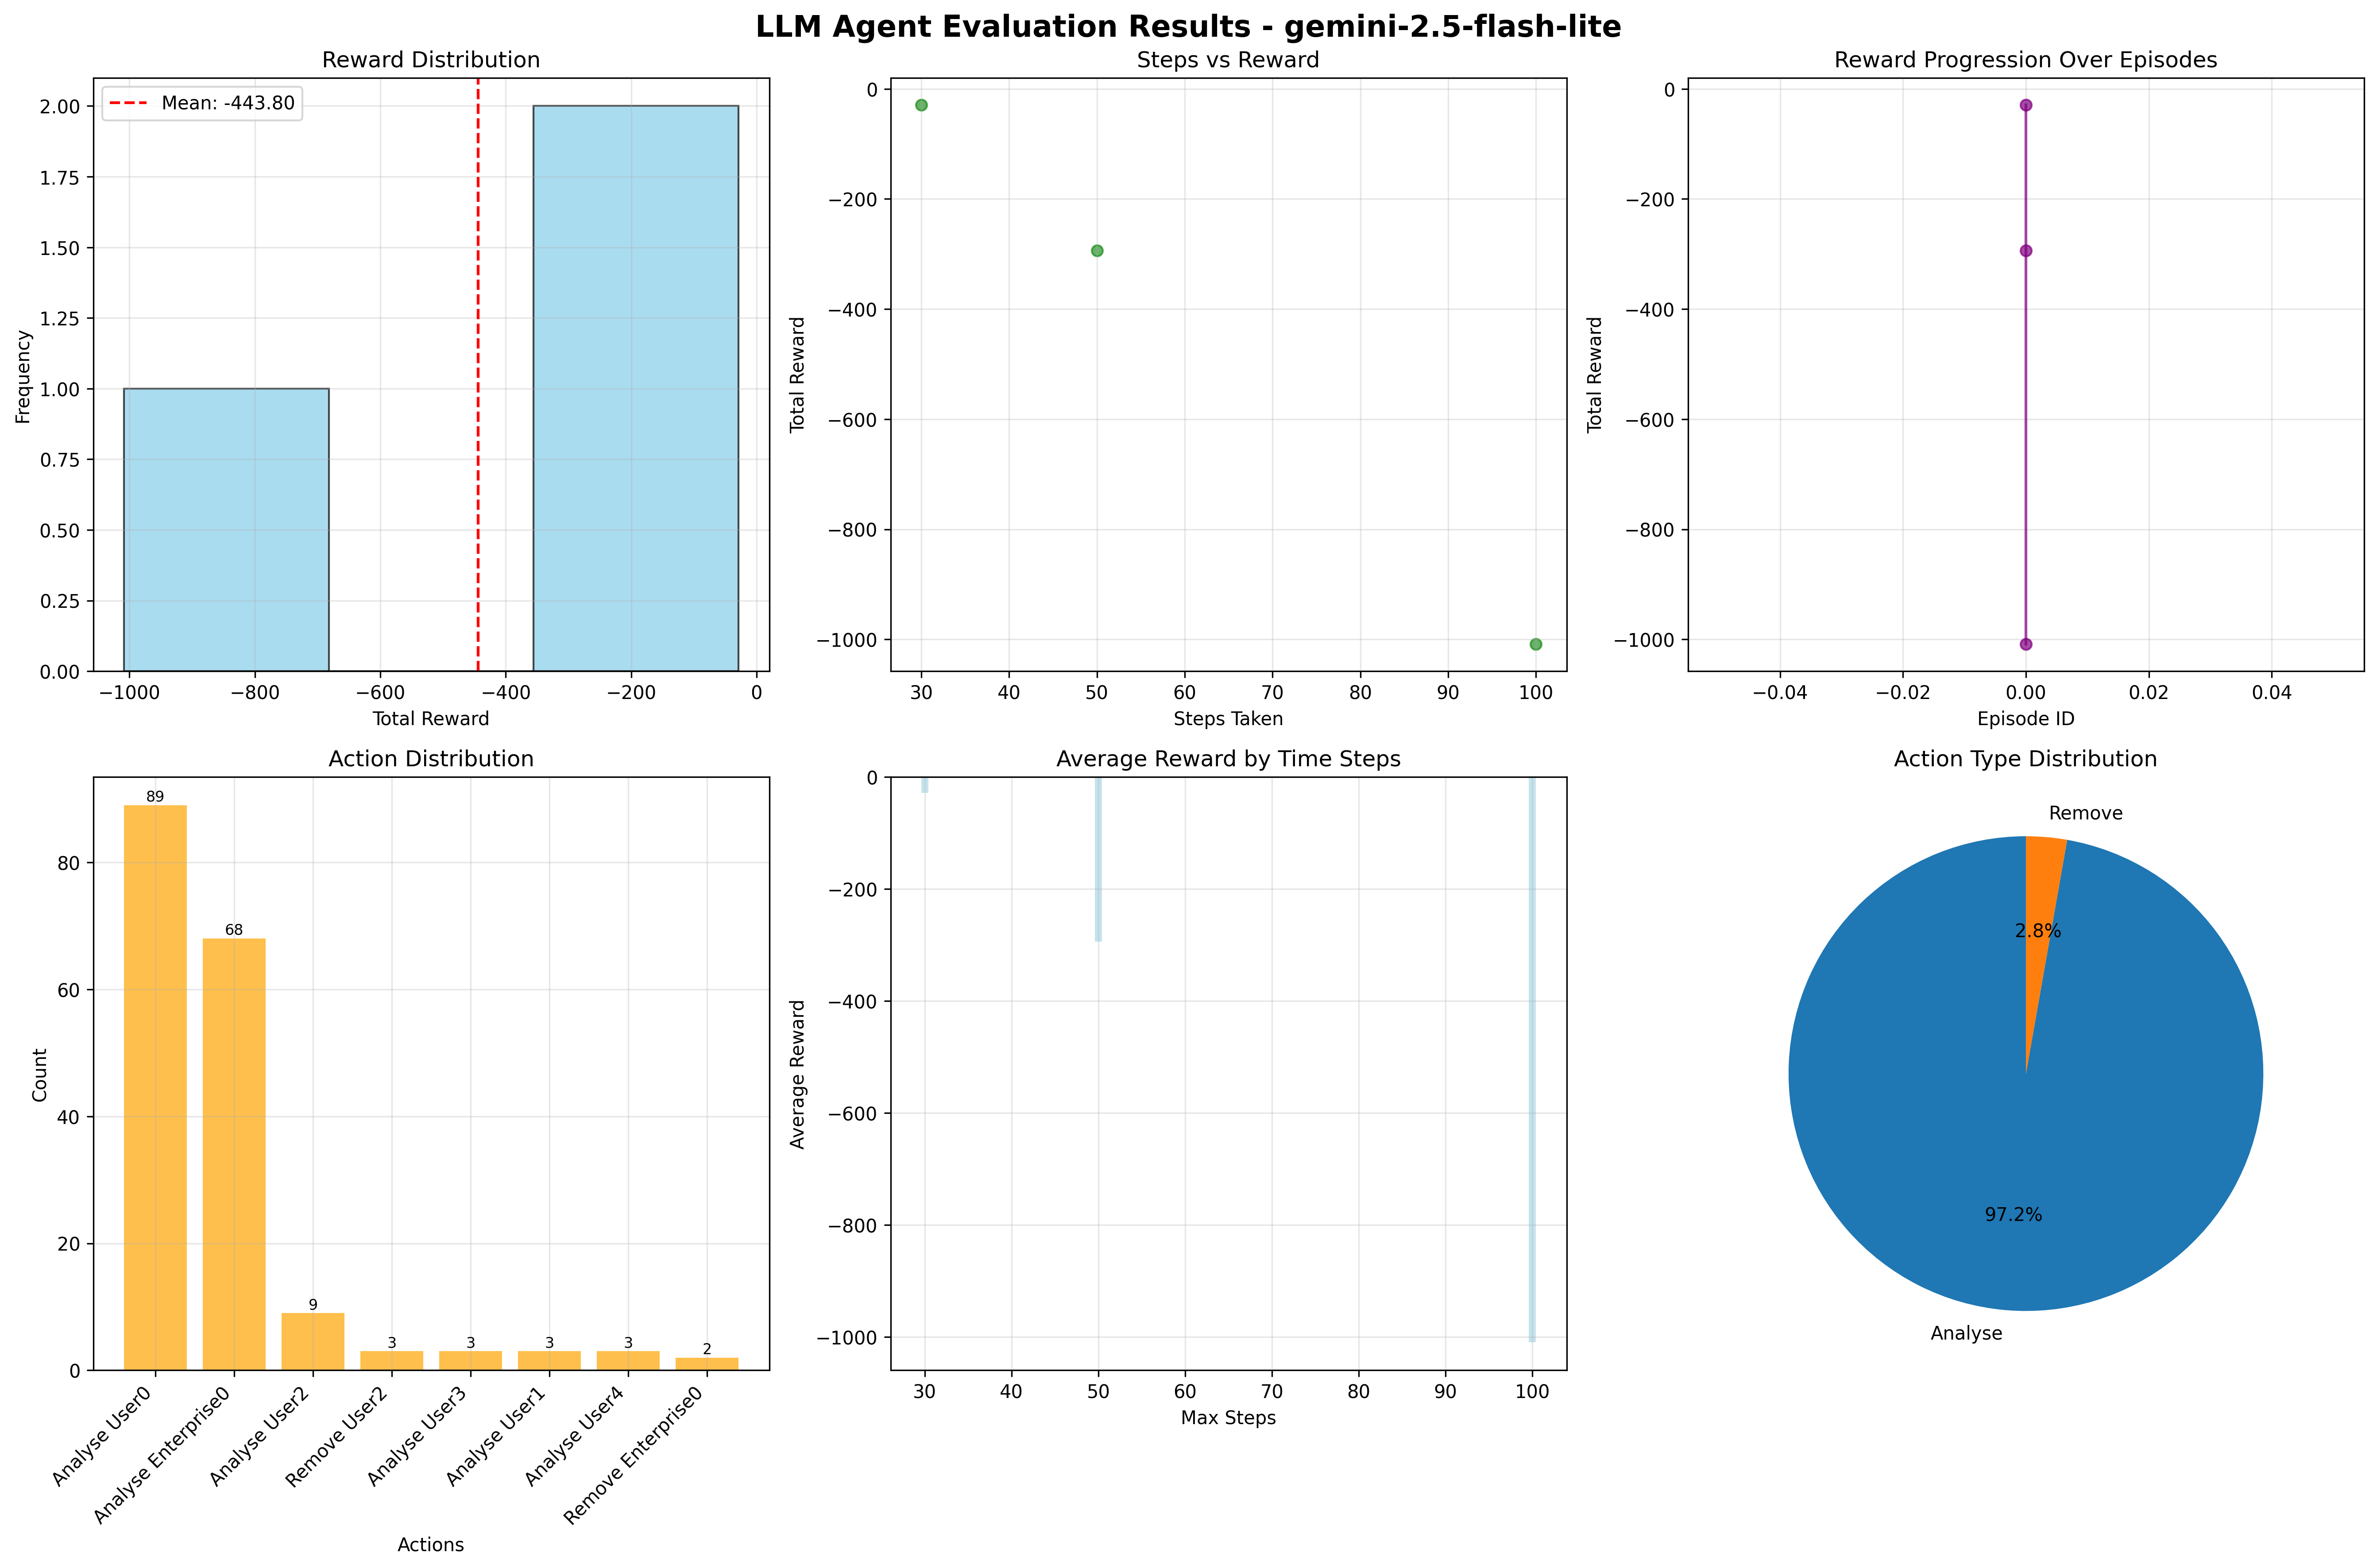 LLM Agent Evaluation Results - gemini-2.5-flash-lite
Reward Distribution
Mean: -443.80
2.00
1.75
1.50
1.25
1.00
0.75
0.50
0.25
0.00
Frequency
−1000 −800 −600 −400 −200 0
Total Reward
Steps vs Reward
0
−200
−400
−600
−800
−1000
Total Reward
30 40 50 60 70 80 90 100
Steps Taken
Reward Progression Over Episodes
0
−200
−400
−600
−800
−1000
Total Reward
−0.04 −0.02 0.00 0.02 0.04
Episode ID
Action Distribution
80
60
40
20
0
Count
89
68
9
3
3
3
3
2
Analyse User0
Analyse Enterprise0
Analyse User2
Remove User2
Analyse User3
Analyse User1
Analyse User4
Remove Enterprise0
Actions
Average Reward by Time Steps
0
−200
−400
−600
−800
−1000
Average Reward
30 40 50 60 70 80 90 100
Max Steps
Action Type Distribution
Remove
2.8%
97.2%
Analyse